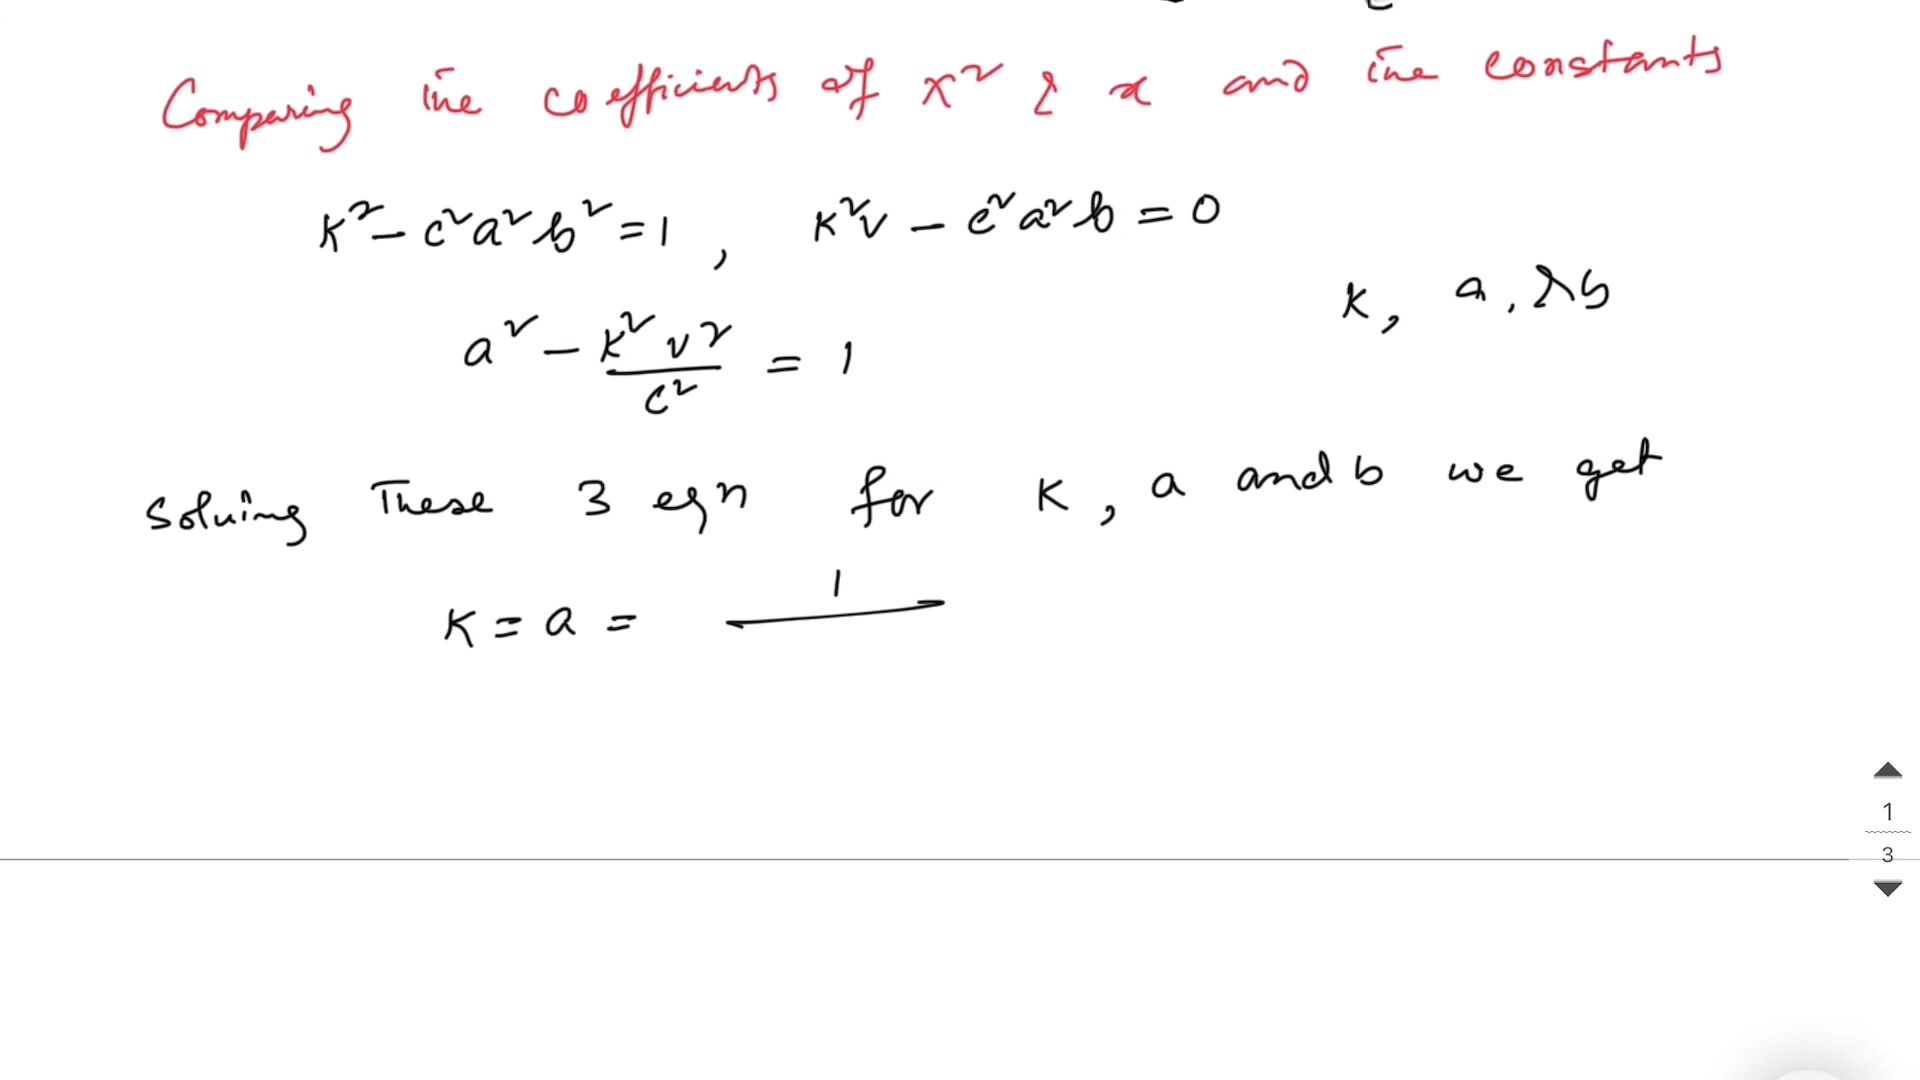 Comparing the coefficients of x² & x and the constants
K² - c²a²b² = 1 , K²v - c²a²b = 0
K, a, & b
a² - K²v²/c² = 1
Solving These 3 eqn for K, a and b we get
K = a = 1/
1
3